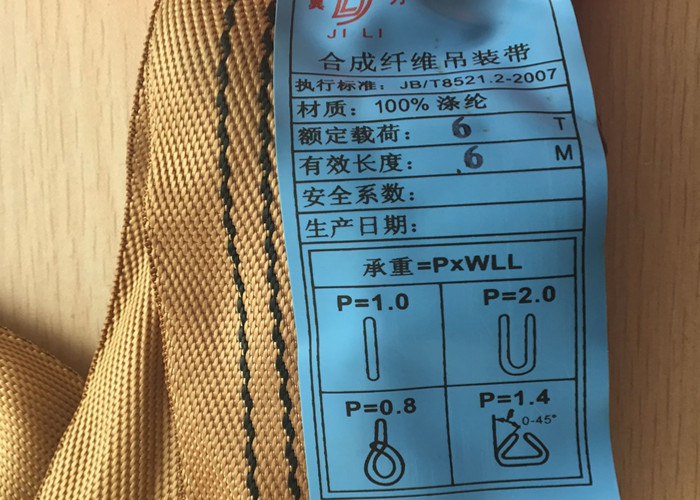 JI LI
合成纤维吊装带
执行标准: JB/T8521.2-2007
材质: 100% 涤纶
额定载荷: 6 T
有效长度: 6 M
安全系数:
生产日期:
承重=PxWLL
P=1.0
P=2.0
P=0.8
P=1.4
0-45°